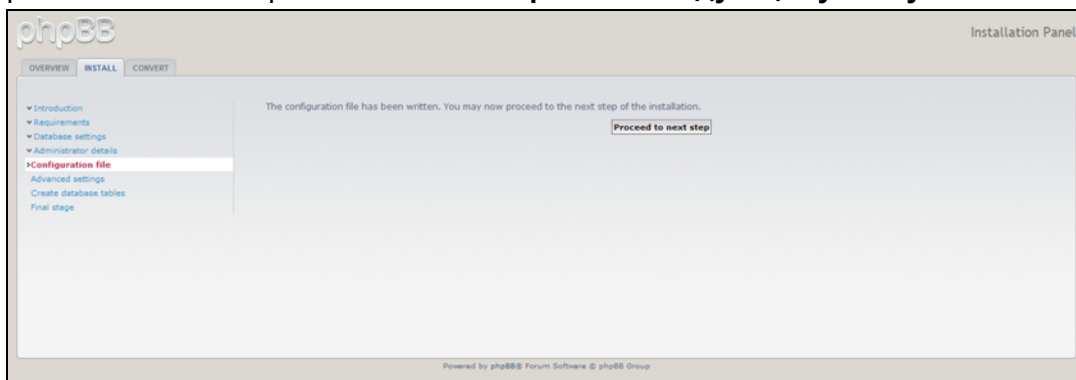 phpBB
Installation Panel
OVERVIEW INSTALL CONVERT
Introduction
Requirements
Database settings
Administrator details
Configuration file
Advanced settings
Create database tables
Final stage
The configuration file has been written. You may now proceed to the next step of the installation.
Proceed to next step
Powered by phpBB® Forum Software © phpBB Group